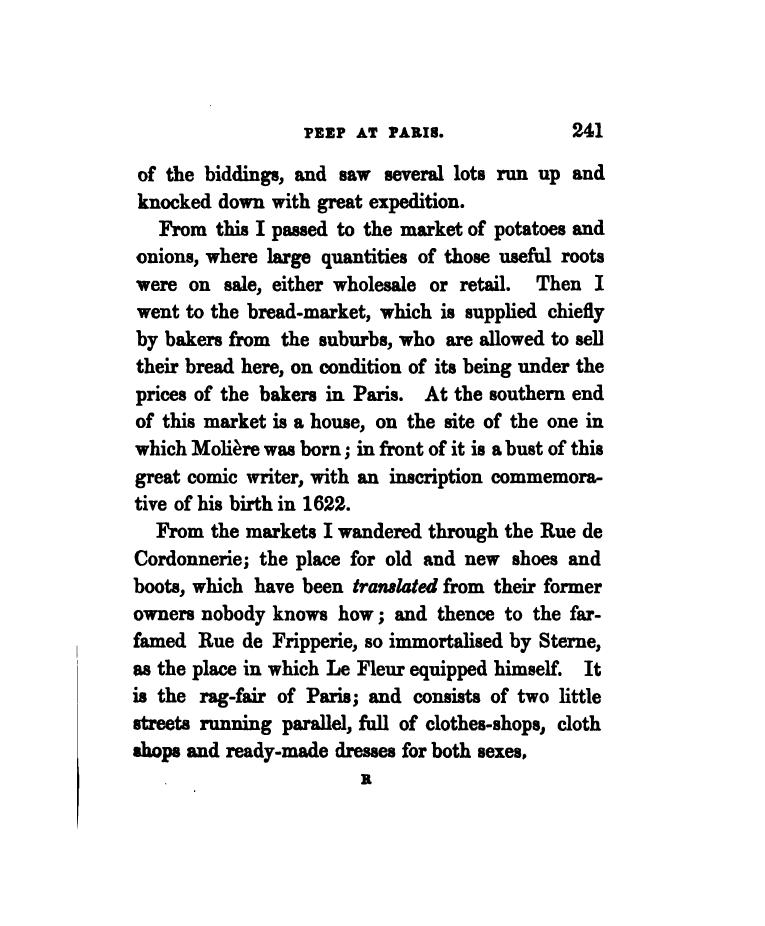 PEEP AT PARIS. 241
of the biddings, and saw several lots run up and
knocked down with great expedition.
From this I passed to the market of potatoes and
onions, where large quantities of those useful roots
were on sale, either wholesale or retail. Then I
went to the bread-market, which is supplied chiefly
by bakers from the suburbs, who are allowed to sell
their bread here, on condition of its being under the
prices of the bakers in Paris. At the southern end
of this market is a house, on the site of the one in
which Molière was born; in front of it is a bust of this
great comic writer, with an inscription commemora-
tive of his birth in 1622.
From the markets I wandered through the Rue de
Cordonnerie; the place for old and new shoes and
boots, which have been translated from their former
owners nobody knows how; and thence to the far-
famed Rue de Fripperie, so immortalised by Sterne,
as the place in which Le Fleur equipped himself. It
is the rag-fair of Paris; and consists of two little
streets running parallel, full of clothes-shops, cloth
shops and ready-made dresses for both sexes.
R